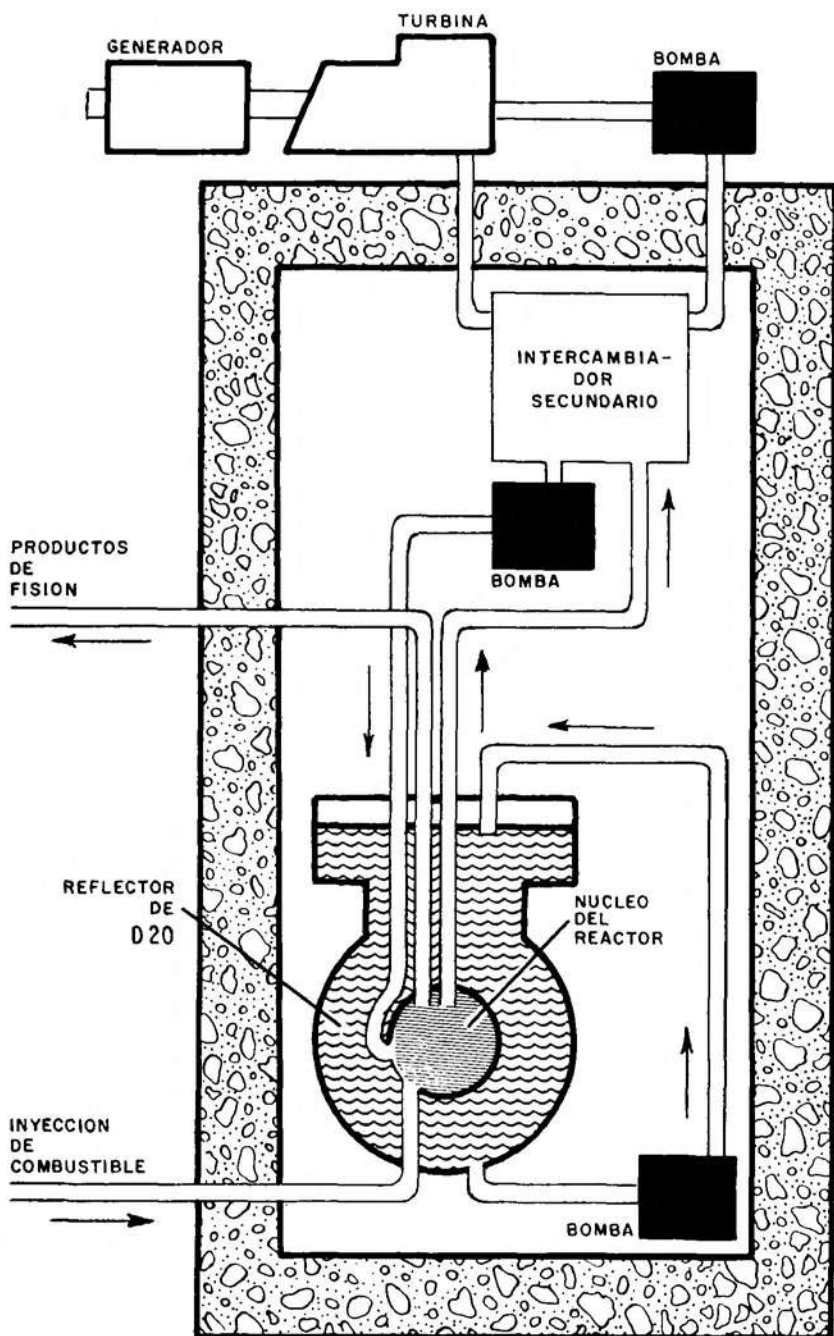 TURBINA
GENERADOR
BOMBA
INTERCAMBIA-
DOR
SECUNDARIO
BOMBA
PRODUCTOS
DE
FISION
REFLECTOR
DE
D20
NUCLEO
DEL
REACTOR
INYECCION
DE
COMBUSTIBLE
BOMBA